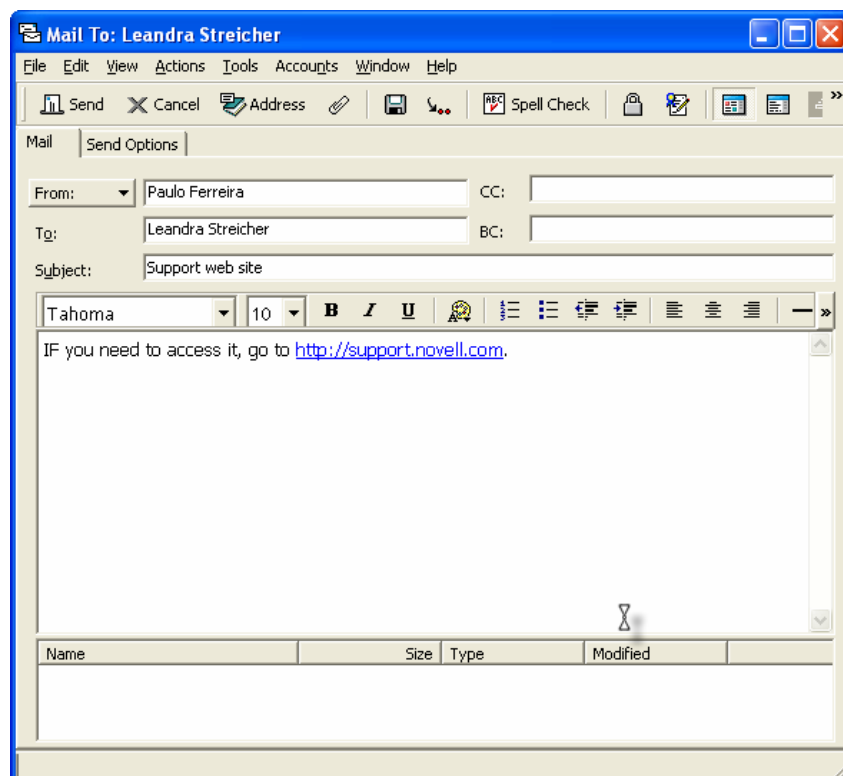 Mail To: Leandra Streicher
File Edit View Actions Tools Accounts Window Help
Send Cancel Address ABC Spell Check
Mail Send Options
From: Paulo Ferreira CC:
To: Leandra Streicher BC:
Subject: Support web site
Tahoma 10 B I U
IF you need to access it, go to http://support.novell.com.
Name Size Type Modified